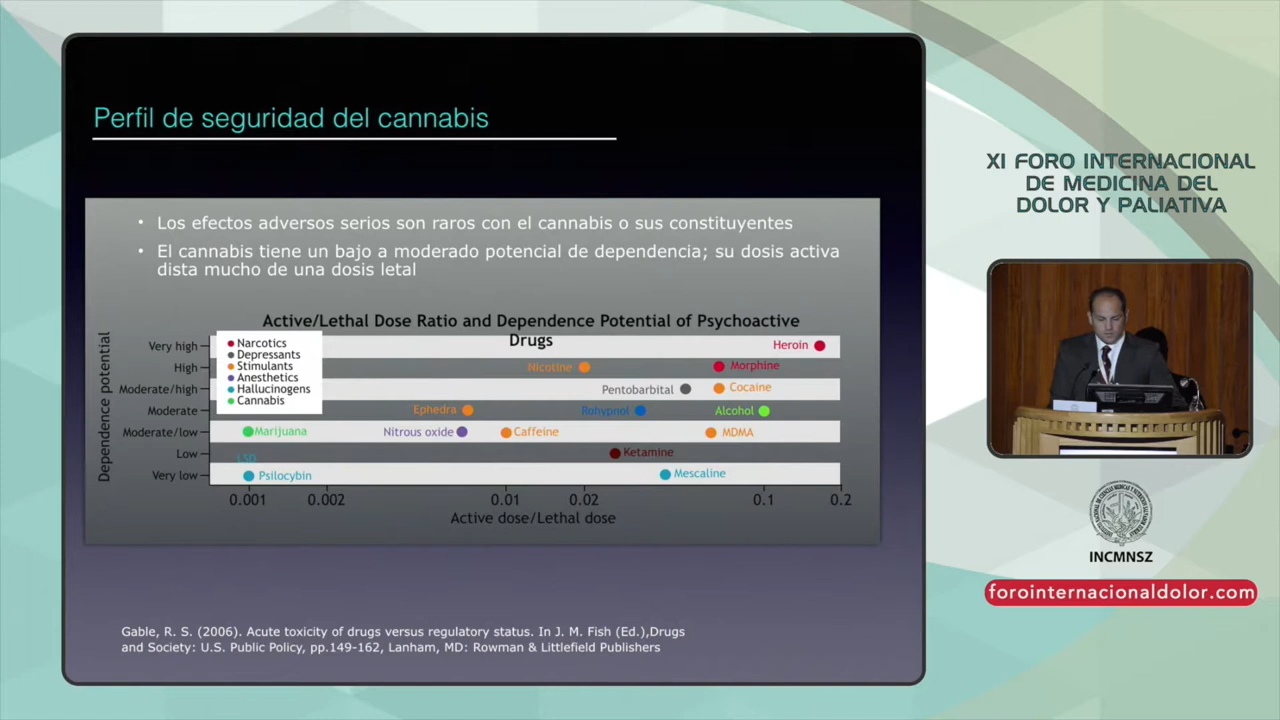 Perfil de seguridad del cannabis
• Los efectos adversos serios son raros con el cannabis o sus constituyentes
• El cannabis tiene un bajo a moderado potencial de dependencia; su dosis activa
dista mucho de una dosis letal
Active/Lethal Dose Ratio and Dependence Potential of Psychoactive
Drugs
Dependence potential
Very high
High
Moderate/high
Moderate
Moderate/low
Low
Very low
Narcotics
Depressants
Stimulants
Anesthetics
Hallucinogens
Cannabis
Heroin
Nicotine
Morphine
Pentobarbital
Cocaine
Ephedra
Rohypnol
Alcohol
Marijuana
Nitrous oxide
Caffeine
MDMA
LSD
Ketamine
Psilocybin
Mescaline
0.001
0.002
0.01
0.02
0.1
0.2
Active dose/Lethal dose
Gable, R. S. (2006). Acute toxicity of drugs versus regulatory status. In J. M. Fish (Ed.),Drugs
and Society: U.S. Public Policy, pp.149-162, Lanham, MD: Rowman & Littlefield Publishers
XI FORO INTERNACIONAL
DE MEDICINA DEL
DOLOR Y PALIATIVA
INCMNSZ
forointernacionaldolor.com